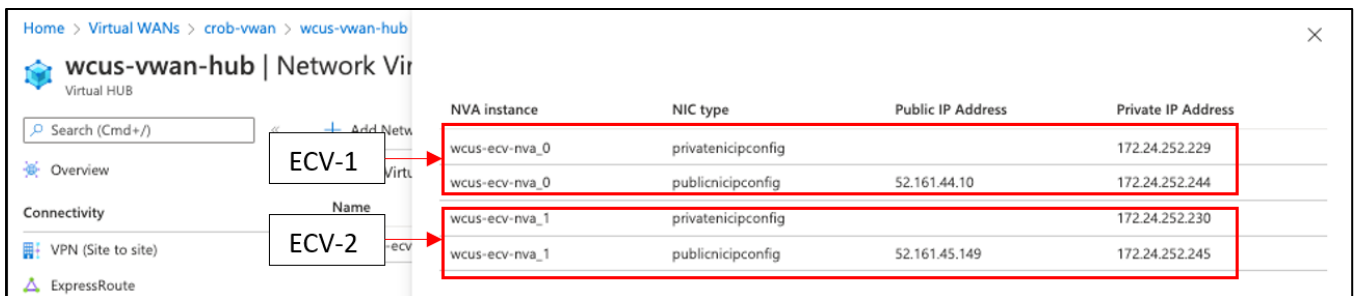 Home > Virtual WANs > crob-vwan > wcus-vwan-hub
wcus-vwan-hub | Network Vir
Virtual HUB
Search (Cmd+/)
«
+ Add Netw
Overview
Virtu
Connectivity
Name
VPN (Site to site)
-ecv
ExpressRoute
ECV-1
ECV-2
×
NVA instance NIC type Public IP Address Private IP Address
wcus-ecv-nva_0 privatenicipconfig 172.24.252.229
wcus-ecv-nva_0 publicnicipconfig 52.161.44.10 172.24.252.244
wcus-ecv-nva_1 privatenicipconfig 172.24.252.230
wcus-ecv-nva_1 publicnicipconfig 52.161.45.149 172.24.252.245